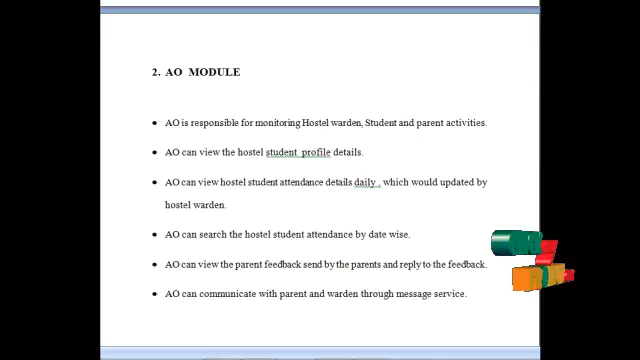 2. AO MODULE
• AO is responsible for monitoring Hostel warden, Student and parent activities.
• AO can view the hostel student profile details.
• AO can view hostel student attendance details daily , which would updated by
hostel warden.
• AO can search the hostel student attendance by date wise.
• AO can view the parent feedback send by the parents and reply to the feedback.
• AO can communicate with parent and warden through message service.